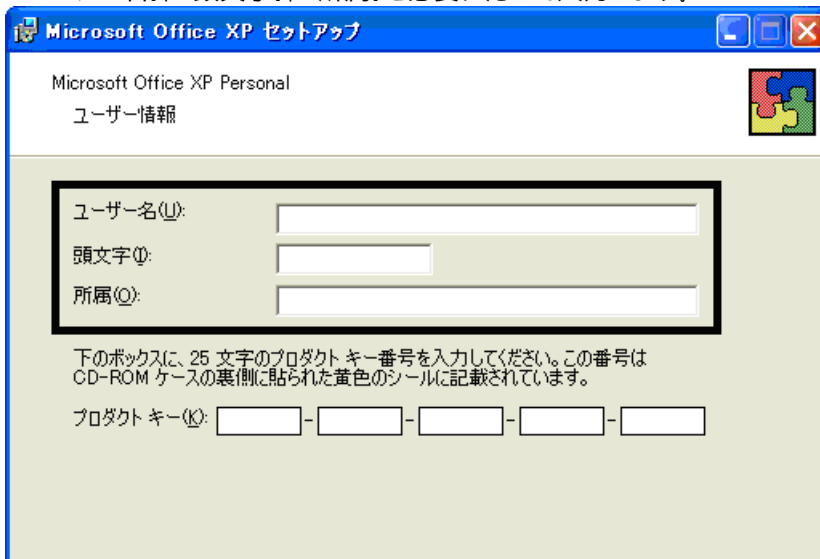 Microsoft Office XP セットアップ
Microsoft Office XP Personal
ユーザー情報
ユーザー名(U):
頭文字(I):
所属(O):
下のボックスに、25 文字のプロダクト キー番号を入力してください。この番号は
CD-ROM ケースの裏側に貼られた黄色のシールに記載されています。
プロダクト キー(K): - - - -